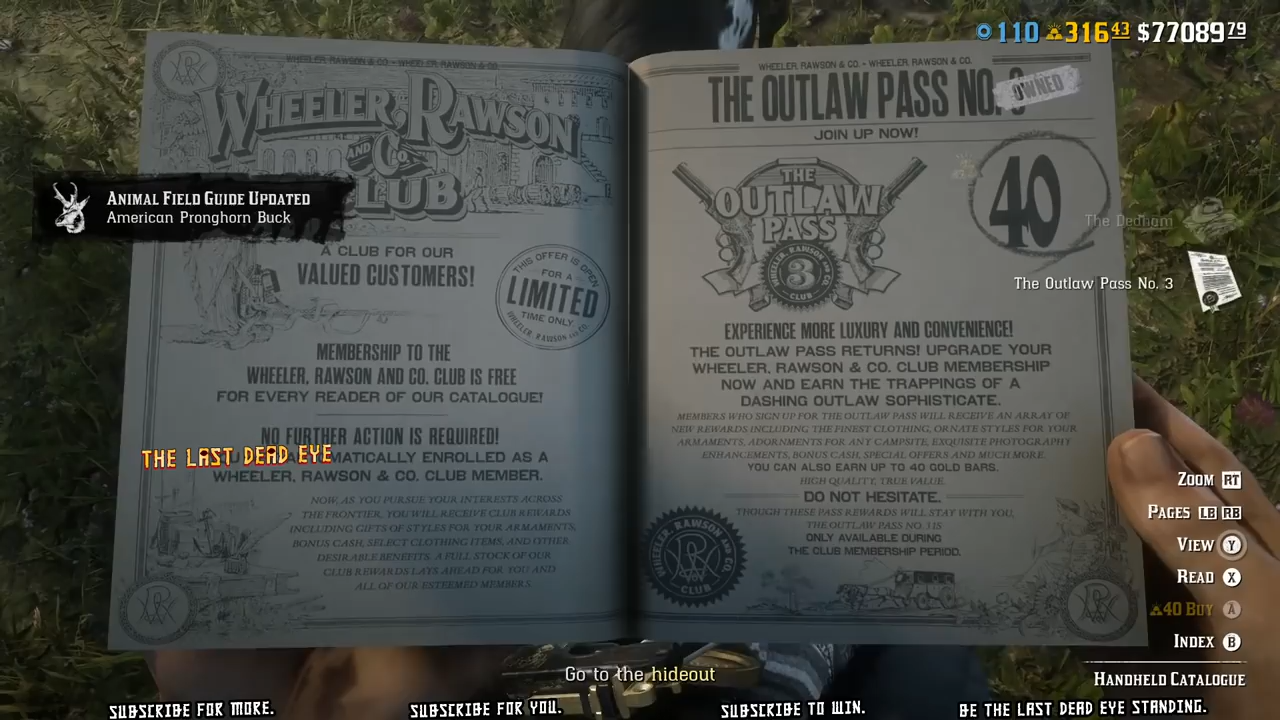 110 316 43 $77089 79
WHEELER, RAWSON & CO. - WHEELER, RAWSON & CO.
WHEELER, RAWSON
AND CO.
CLUB
A CLUB FOR OUR
VALUED CUSTOMERS!
THIS OFFER IS OPEN
FOR A
LIMITED
TIME ONLY.
WHEELER, RAWSON AND CO.
MEMBERSHIP TO THE
WHEELER, RAWSON AND CO. CLUB IS FREE
FOR EVERY READER OF OUR CATALOGUE!
NO FURTHER ACTION IS REQUIRED!
MATICALLY ENROLLED AS A
WHEELER, RAWSON & CO. CLUB MEMBER.
NOW, AS YOU PURSUE YOUR INTERESTS ACROSS
THE FRONTIER, YOU WILL RECEIVE CLUB REWARDS
INCLUDING GIFTS OF STYLES FOR YOUR ARMAMENTS,
BONUS CASH, SELECT CLOTHING ITEMS, AND OTHER
DESIRABLE BENEFITS. A FULL STOCK OF OUR
CLUB REWARDS LAYS AHEAD FOR YOU AND
ALL OF OUR ESTEEMED MEMBERS.
ANIMAL FIELD GUIDE UPDATED
American Pronghorn Buck
THE LAST DEAD EYE
WHEELER, RAWSON & CO. - WHEELER, RAWSON & CO.
THE OUTLAW PASS NO. 3
OWNED
JOIN UP NOW!
THE
OUTLAW
PASS
3
WHEELER, RAWSON AND CO.
CLUB
40
The Dedham
The Outlaw Pass No. 3
EXPERIENCE MORE LUXURY AND CONVENIENCE!
THE OUTLAW PASS RETURNS! UPGRADE YOUR
WHEELER, RAWSON & CO. CLUB MEMBERSHIP
NOW AND EARN THE TRAPPINGS OF A
DASHING OUTLAW SOPHISTICATE.
MEMBERS WHO SIGN UP FOR THE OUTLAW PASS WILL RECEIVE AN ARRAY OF
NEW REWARDS INCLUDING THE FINEST CLOTHING, ORNATE STYLES FOR YOUR
ARMAMENTS, ADORNMENTS FOR ANY CAMPSITE, EXQUISITE PHOTOGRAPHY
ENHANCEMENTS, BONUS CASH, SPECIAL OFFERS AND MUCH MORE.
YOU CAN ALSO EARN UP TO 40 GOLD BARS.
HIGH QUALITY, TRUE VALUE.
DO NOT HESITATE.
THOUGH THESE PASS REWARDS WILL STAY WITH YOU,
THE OUTLAW PASS NO. 3 IS
ONLY AVAILABLE DURING
THE CLUB MEMBERSHIP PERIOD.
WHEELER, RAWSON AND CO.
CLUB
ZOOM RT
PAGES LB RB
VIEW Y
READ X
40 BUY A
INDEX B
HANDHELD CATALOGUE
Go to the hideout
SUBSCRIBE FOR MORE. SUBSCRIBE FOR YOU. SUBSCRIBE TO WIN. BE THE LAST DEAD EYE STANDING.